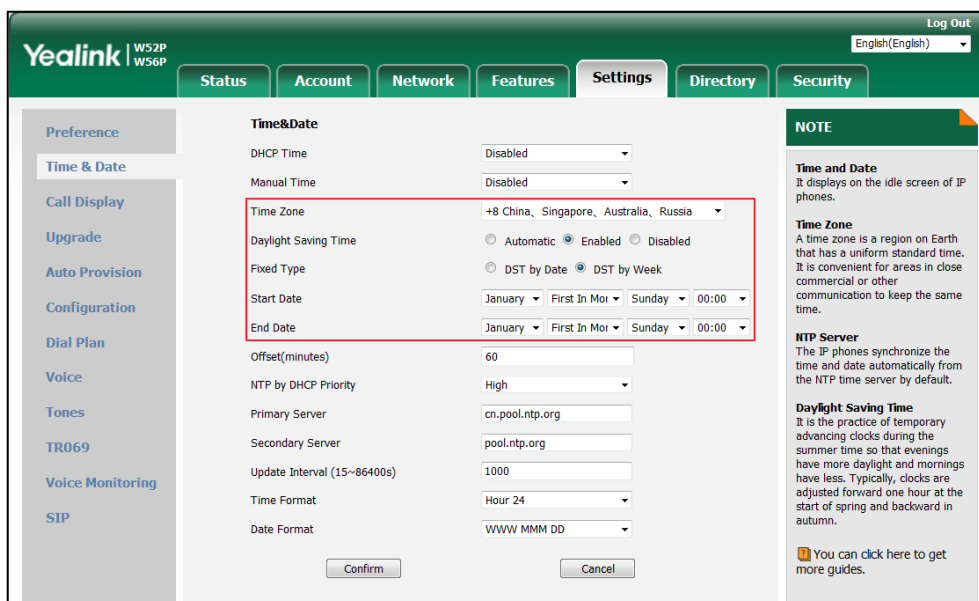 Log Out
Yealink W52P W56P
English(English)
Status Account Network Features Settings Directory Security
Preference
Time & Date
Call Display
Upgrade
Auto Provision
Configuration
Dial Plan
Voice
Tones
TR069
Voice Monitoring
SIP
Time&Date
DHCP Time Disabled
Manual Time Disabled
Time Zone +8 China、Singapore、Australia、Russia
Daylight Saving Time Automatic Enabled Disabled
Fixed Type DST by Date DST by Week
Start Date January First In Mor Sunday 00:00
End Date January First In Mor Sunday 00:00
Offset(minutes) 60
NTP by DHCP Priority High
Primary Server cn.pool.ntp.org
Secondary Server pool.ntp.org
Update Interval (15~86400s) 1000
Time Format Hour 24
Date Format WWW MMM DD
Confirm Cancel
NOTE
Time and Date
It displays on the idle screen of IP
phones.
Time Zone
A time zone is a region on Earth
that has a uniform standard time.
It is convenient for areas in close
commercial or other
communication to keep the same
time.
NTP Server
The IP phones synchronize the
time and date automatically from
the NTP time server by default.
Daylight Saving Time
It is the practice of temporary
advancing clocks during the
summer time so that evenings
have more daylight and mornings
have less. Typically, clocks are
adjusted forward one hour at the
start of spring and backward in
autumn.
You can click here to get
more guides.